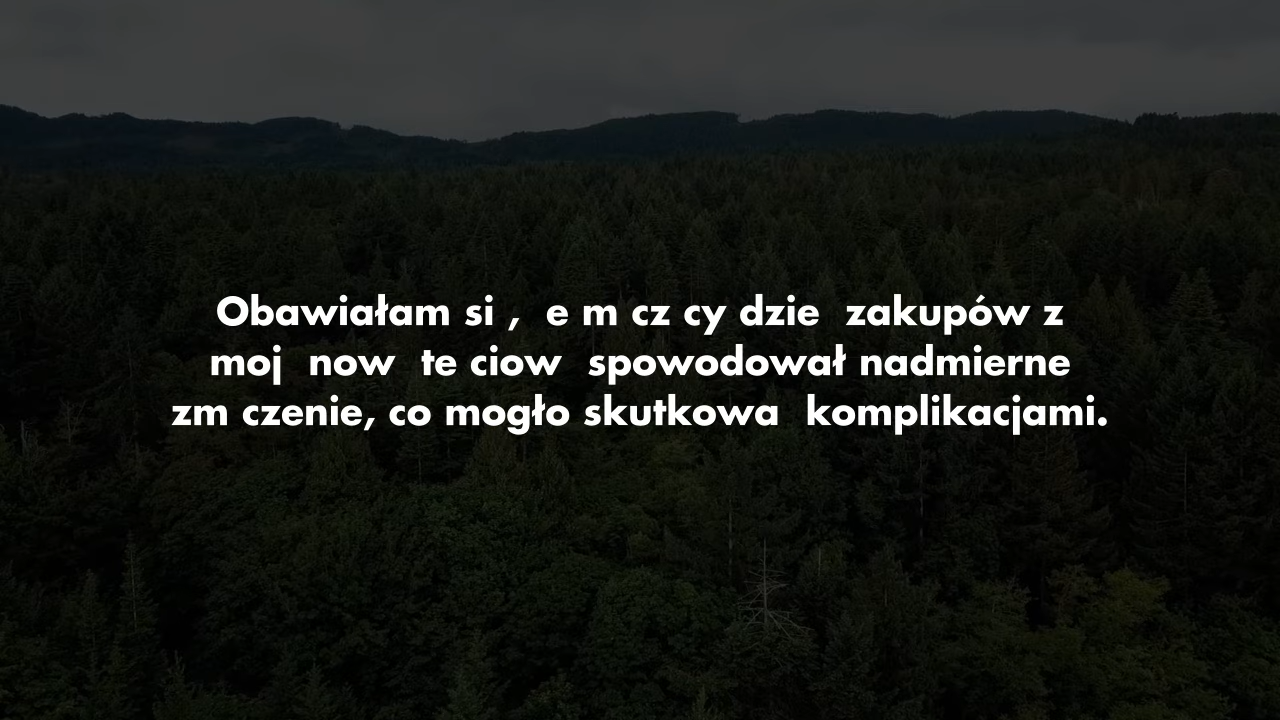 Obawiałam si ,  e m cz cy dzie  zakupów z
moj  now  te ciow  spowodował nadmierne
zm czenie, co mogło skutkowa  komplikacjami.